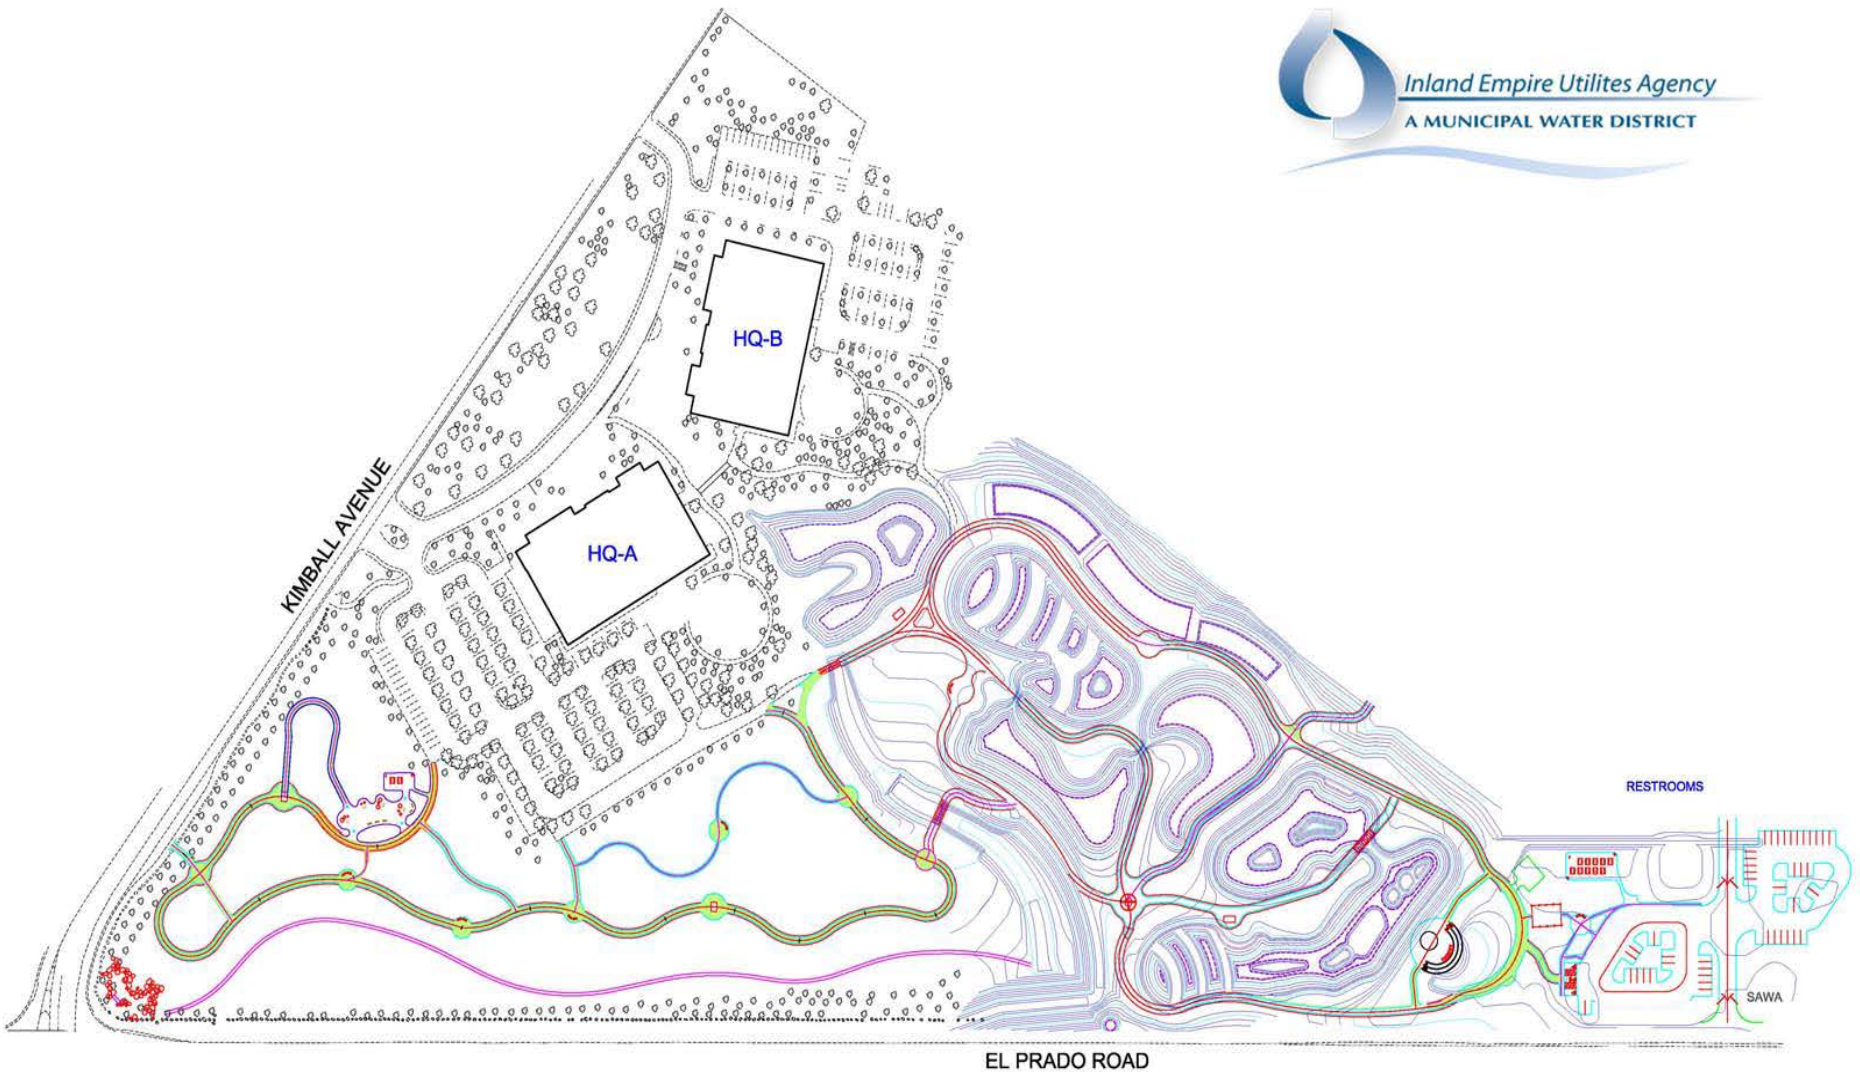 Inland Empire Utilites Agency
A MUNICIPAL WATER DISTRICT
HQ-B
KIMBALL AVENUE
HQ-A
RESTROOMS
SAWA
EL PRADO ROAD